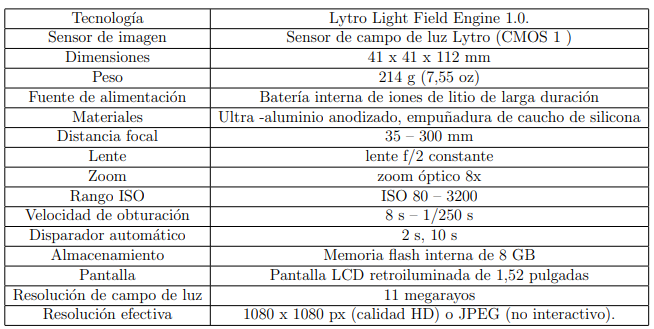 Tecnología Lytro Light Field Engine 1.0.
Sensor de imagen Sensor de campo de luz Lytro (CMOS 1 )
Dimensiones 41 x 41 x 112 mm
Peso 214 g (7,55 oz)
Fuente de alimentación Batería interna de iones de litio de larga duración
Materiales Ultra -aluminio anodizado, empuñadura de caucho de silicona
Distancia focal 35 – 300 mm
Lente lente f/2 constante
Zoom zoom óptico 8x
Rango ISO ISO 80 – 3200
Velocidad de obturación 8 s – 1/250 s
Disparador automático 2 s, 10 s
Almacenamiento Memoria flash interna de 8 GB
Pantalla Pantalla LCD retroiluminada de 1,52 pulgadas
Resolución de campo de luz 11 megarayos
Resolución efectiva 1080 x 1080 px (calidad HD) o JPEG (no interactivo).